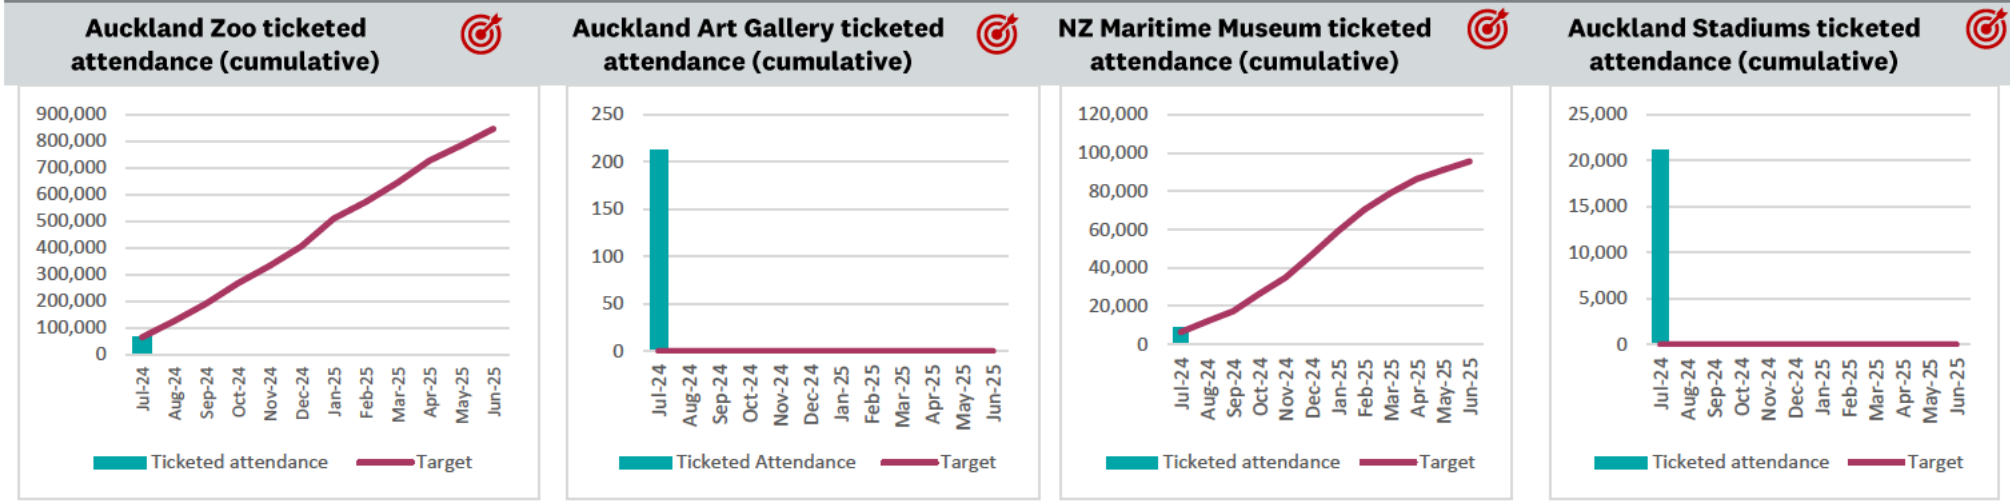 Auckland Zoo ticketed
attendance (cumulative)
900,000
800,000
700,000
600,000
500,000
400,000
300,000
200,000
100,000
0
Jul-24
Aug-24
Sep-24
Oct-24
Nov-24
Dec-24
Jan-25
Feb-25
Mar-25
Apr-25
May-25
Jun-25
Ticketed attendance
Target
Auckland Art Gallery ticketed
attendance (cumulative)
250
200
150
100
50
0
Jul-24
Aug-24
Sep-24
Oct-24
Nov-24
Dec-24
Jan-25
Feb-25
Mar-25
Apr-25
May-25
Jun-25
Ticketed Attendance
Target
NZ Maritime Museum ticketed
attendance (cumulative)
120,000
100,000
80,000
60,000
40,000
20,000
0
Jul-24
Aug-24
Sep-24
Oct-24
Nov-24
Dec-24
Jan-25
Feb-25
Mar-25
Apr-25
May-25
Jun-25
Ticketed attendance
Target
Auckland Stadiums ticketed
attendance (cumulative)
25,000
20,000
15,000
10,000
5,000
0
Jul-24
Aug-24
Sep-24
Oct-24
Nov-24
Dec-24
Jan-25
Feb-25
Mar-25
Apr-25
May-25
Jun-25
Ticketed attendance
Target